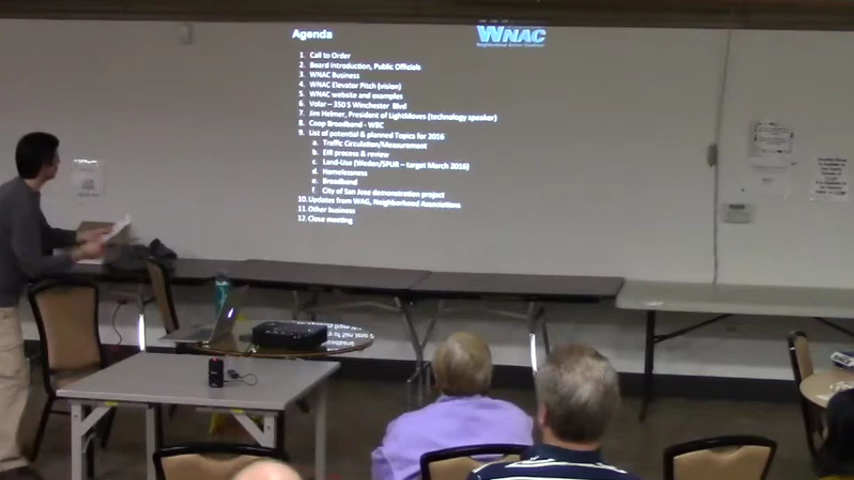 Agenda
WNAC
Neighborhood Action Coalition
1. Call to Order
2. Board Introduction, Public Officials
3. WNAC Business
4. WNAC Elevator Pitch (vision)
5. WNAC website and examples
6. Volar – 350 S Winchester Blvd
7. Jim Helmer, President of LightMoves (technology speaker)
8. Coop Broadband - WBC
9. List of potential & planned Topics for 2016
a. Traffic Circulation/Measurement
b. EIR process & review
c. Land-Use (Wedon/SPUR – target March 2016)
d. Homelessness
e. Broadband
f. City of San Jose demonstration project
10. Updates from WAG, Neighborhood Associations
11. Other business
12. Close meeting